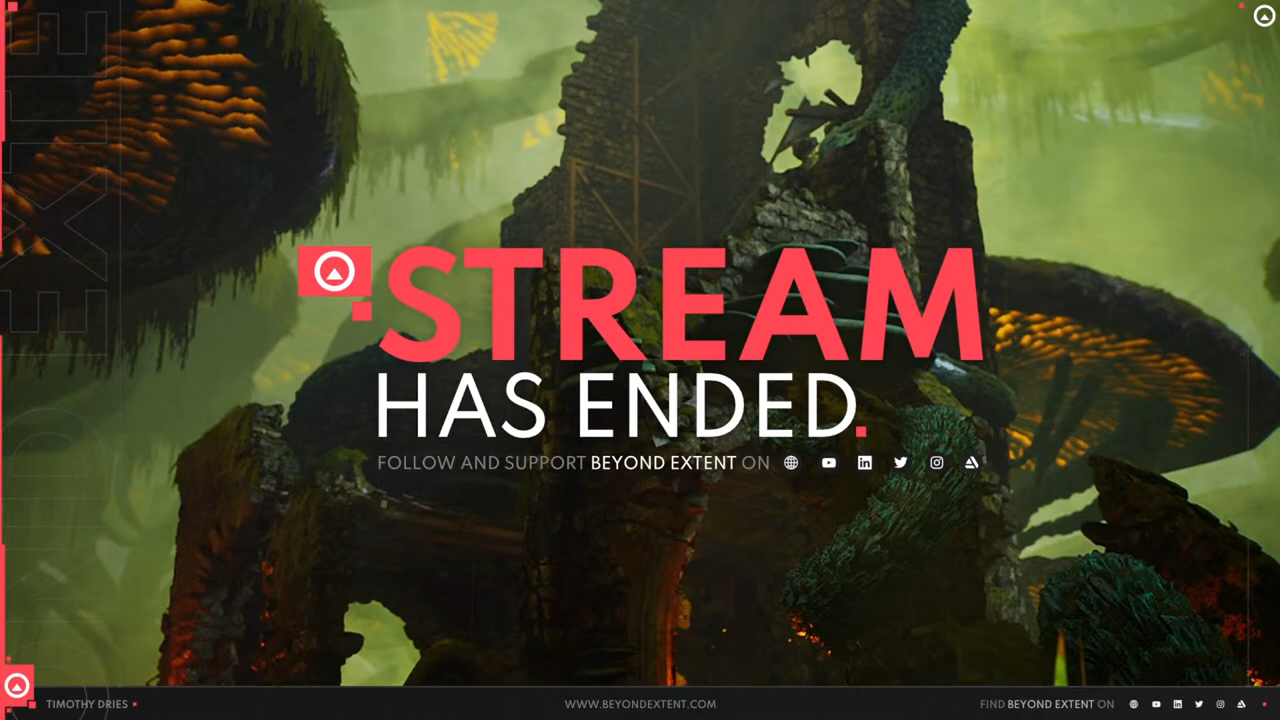 STREAM
HAS ENDED.
FOLLOW AND SUPPORT BEYOND EXTENT ON
TIMOTHY DRIES
WWW.BEYONDEXTENT.COM
FIND BEYOND EXTENT ON